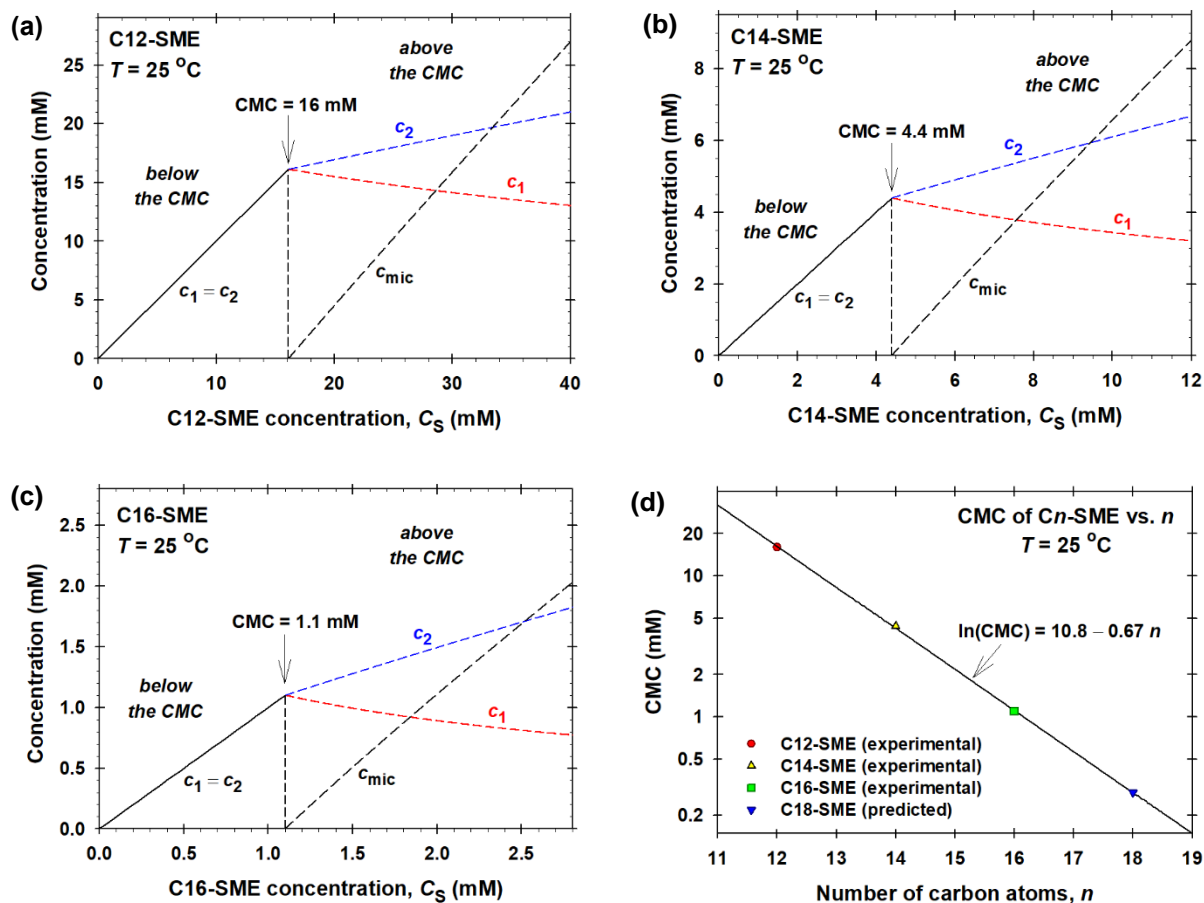 (a)
C12-SME
T = 25 °C
above
the CMC
CMC = 16 mM
below
the CMC
c2
c1
cmic
c1 = c2
Concentration (mM)
25
20
15
10
5
0
0 10 20 30 40
C12-SME concentration, CS (mM)
(b)
C14-SME
T = 25 °C
above
the CMC
CMC = 4.4 mM
below
the CMC
c2
c1
cmic
c1 = c2
Concentration (mM)
8
6
4
2
0
0 2 4 6 8 10 12
C14-SME concentration, CS (mM)
(c)
C16-SME
T = 25 °C
above
the CMC
CMC = 1.1 mM
below
the CMC
c2
c1
cmic
c1 = c2
Concentration (mM)
2.5
2.0
1.5
1.0
0.5
0.0
0.0 0.5 1.0 1.5 2.0 2.5
C16-SME concentration, CS (mM)
(d)
CMC of Cn-SME vs. n
T = 25 °C
ln(CMC) = 10.8 – 0.67 n
C12-SME (experimental)
C14-SME (experimental)
C16-SME (experimental)
C18-SME (predicted)
CMC (mM)
20
10
5
2
1
0.5
0.2
11 12 13 14 15 16 17 18 19
Number of carbon atoms, n